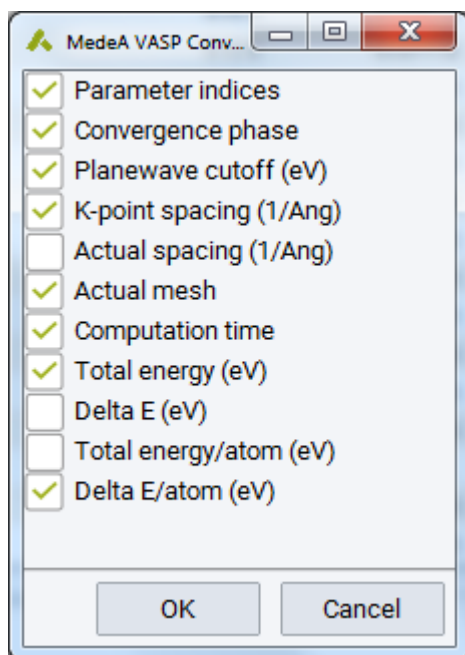 MedeA VASP Conv...
Parameter indices
Convergence phase
Planewave cutoff (eV)
K-point spacing (1/Ang)
Actual spacing (1/Ang)
Actual mesh
Computation time
Total energy (eV)
Delta E (eV)
Total energy/atom (eV)
Delta E/atom (eV)
OK Cancel